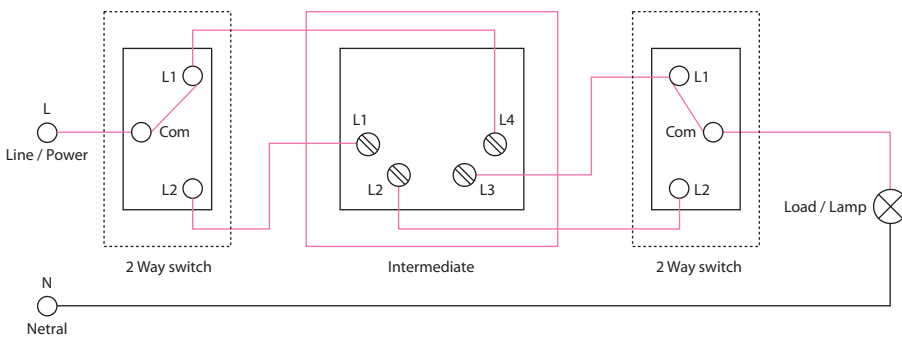 L
Line / Power
L1
Com
L2
2 Way switch
L1
L4
L2
L3
Intermediate
L1
Com
L2
2 Way switch
Load / Lamp
N
Netral